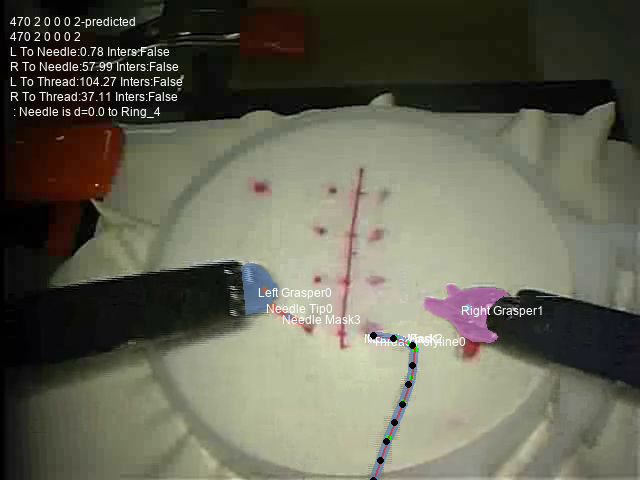 470 2 0 0 0 2-predicted
470 2 0 0 0 2
L To Needle:0.78 Inters:False
R To Needle:57.99 Inters:False
L To Thread:104.27 Inters:False
R To Thread:37.11 Inters:False
: Needle is d=0.0 to Ring_4
Left Grasper0
Needle Tip0
Right Grasper1
Needle Mask3